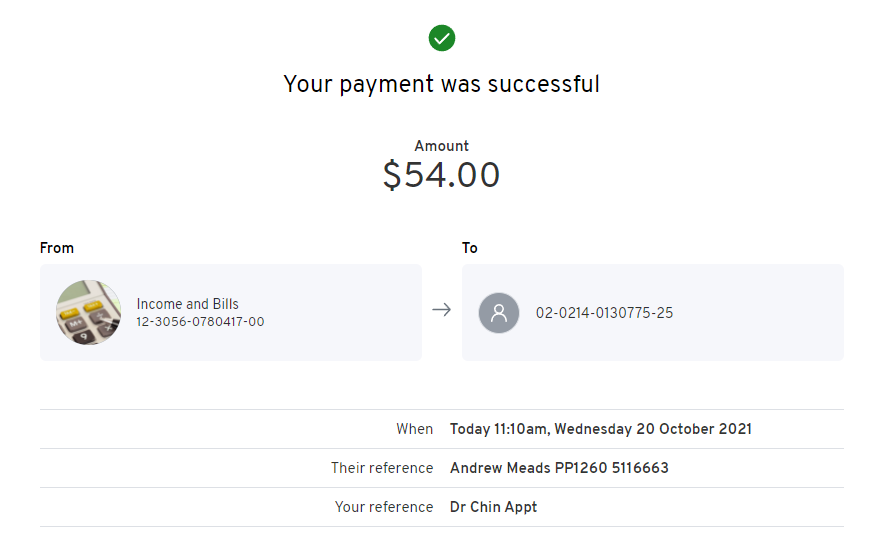 Your payment was successful
Amount
$54.00
From
To
Income and Bills
12-3056-0780417-00
02-0214-0130775-25
When Today 11:10am, Wednesday 20 October 2021
Their reference Andrew Meads PP1260 5116663
Your reference Dr Chin Appt